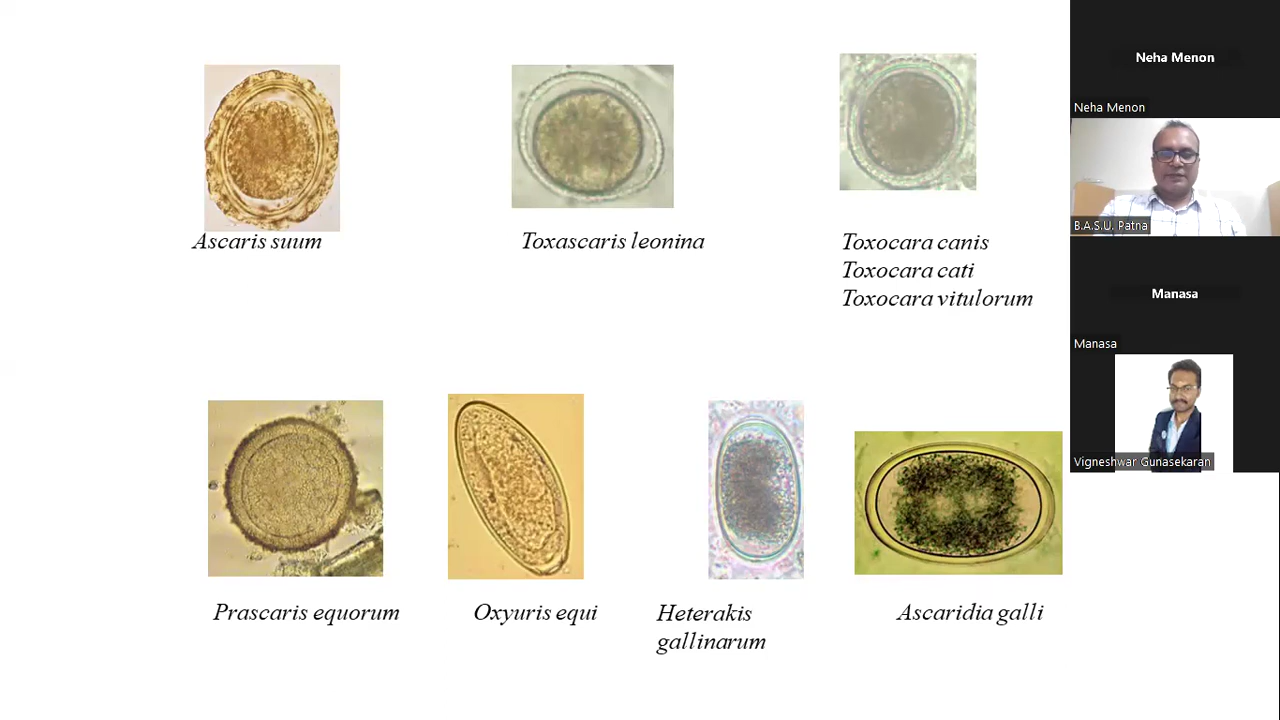 Ascaris suum
Toxascaris leonina
Toxocara canis
Toxocara cati
Toxocara vitulorum
Prascaris equorum
Oxyuris equi
Heterakis
gallinarum
Ascaridia galli
Neha Menon
Neha Menon
B.A.S.U. Patna
Manasa
Manasa
Vigneshwar Gunasekaran